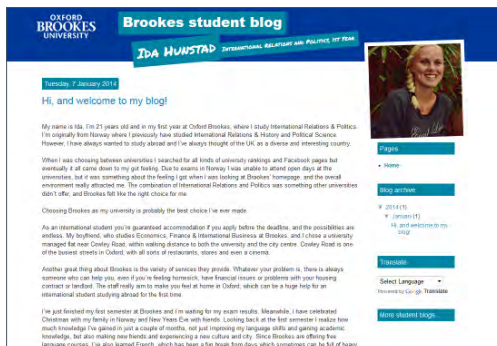 OXFORD
BROOKES
UNIVERSITY
Brookes student blog
IDA HUNSTAD INTERNATIONAL RELATIONS AND POLITICS, 1ST YEAR
Tuesday, 7 January 2014
Hi, and welcome to my blog!
My name is Ida, I'm 21 years old and in my first year at Oxford Brookes, where I study International Relations & Politics.
I'm originally from Norway where I previously have studied International Relations & History and Political Science.
However, I have always wanted to study abroad and I've always thought of the UK as a diverse and interesting country.
When I was choosing between universities I searched for all kinds of university rankings and Facebook pages but
eventually it all came down to my gut feeling. Due to exams in Norway I was unable to attend open days at the
universities, but it was something about the feeling I got when I was looking at Brookes' homepage and the overall
environment really attracted me. The combination of International Relations and Politics was something other universities
didn't offer, and Brookes felt like the right choice for me.
Choosing Brookes as my university is probably the best choice I've ever made.
As an international student you're guaranteed accommodation if you apply before the deadline, and the possibilities are
endless. My boyfriend, who studies Economics, Finance & International Business at Brookes, and I chose a university
managed flat near Cowley Road, within walking distance to both the university and the city centre. Cowley Road is one
of the busiest streets in Oxford, with all sorts of restaurants, stores and even a cinema.
Another great thing about Brookes is the variety of services they provide. Whatever your problem is, there is always
someone who can help you, even if you're feeling homesick, have financial issues or problems with your housing
contract or landlord. The staff really aim to make you feel at home in Oxford, which can be a huge help for an
international student studying abroad for the first time.
I've just finished my first semester at Brookes and I'm waiting for my exam results. Meanwhile, I have celebrated
Christmas with my family in Norway and New Years Eve with friends. Looking back at the first semester I realize how
much knowledge I've gained in just a couple of months, not just improving my language skills and gaining academic
knowledge, but also making new friends and experiencing a new culture and city. Since Brookes are offering free
language courses, I've also learned French, which has been a fun break from days which sometimes can be full of heavy
Pages
Home
Blog archive
▼ 2014 (1)
▼ January (1)
Hi, and welcome to my
blog!
Translate
Select Language
Powered by Google Translate
More student blogs